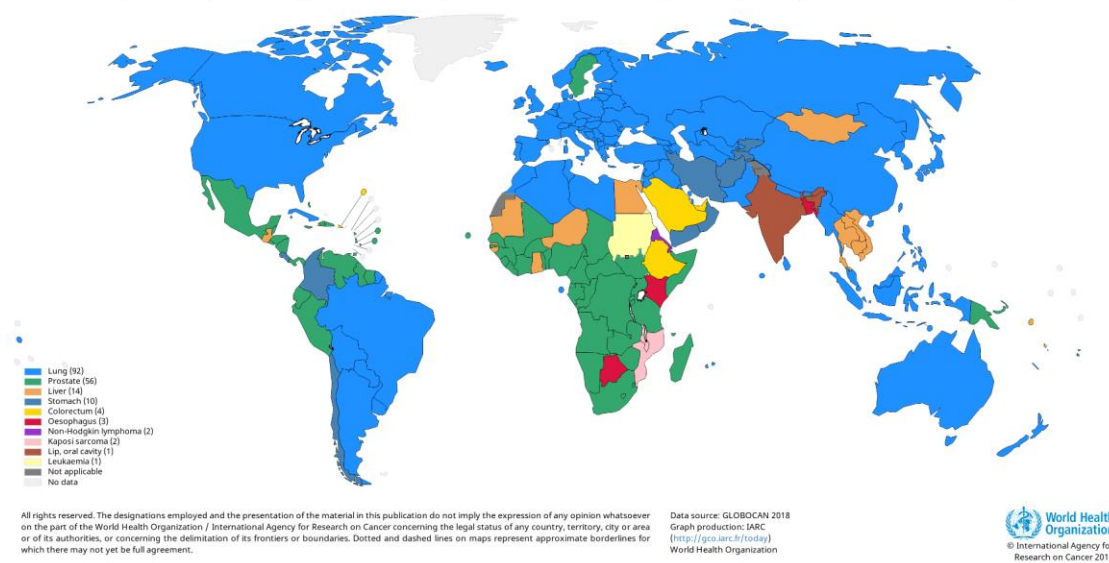 Lung (92)
Prostate (56)
Liver (14)
Stomach (10)
Colorectum (4)
Oesophagus (3)
Non-Hodgkin lymphoma (2)
Kaposi sarcoma (2)
Lip, oral cavity (1)
Leukaemia (1)
Not applicable
No data
All rights reserved. The designations employed and the presentation of the material in this publication do not imply the expression of any opinion whatsoever
on the part of the World Health Organization / International Agency for Research on Cancer concerning the legal status of any country, territory, city or area
or of its authorities, or concerning the delimitation of its frontiers or boundaries. Dotted and dashed lines on maps represent approximate borderlines for
which there may not yet be full agreement.
Data source: GLOBOCAN 2018
Graph production: IARC
(http://gco.iarc.fr/today)
World Health Organization
World Health
Organization
© International Agency for
Research on Cancer 201